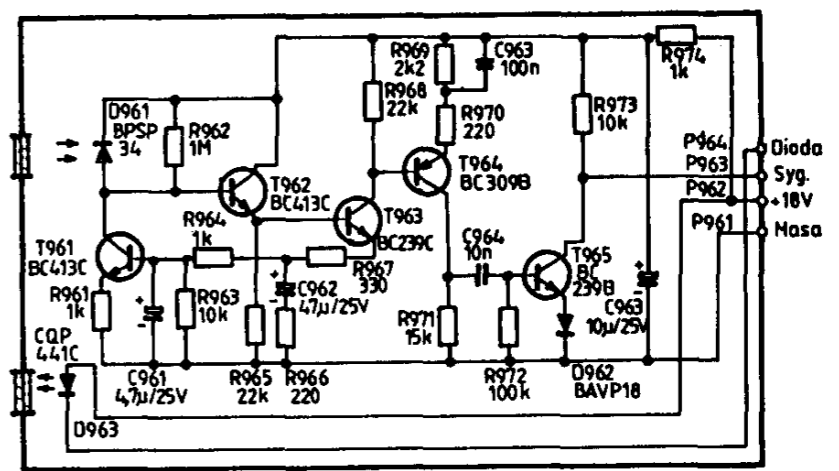 R969
2k2
C963
100n
R974
1k
R968
22k
D961
BPSP
34
R962
1M
R970
220
R973
10k
P964
Dioda
T964
BC309B
P963
Syg.
T962
BC413C
P962
+18V
R964
1k
T963
BC239C
C964
10n
P961
Masa
T961
BC413C
T965
BC
239B
R967
330
R961
1k
+
-
R963
10k
+
-
C962
47µ/25V
+
-
C963
10µ/25V
R971
15k
CQP
441C
C961
4,7µ/25V
R965
22k
R966
220
R972
100k
D962
BAVP18
D963